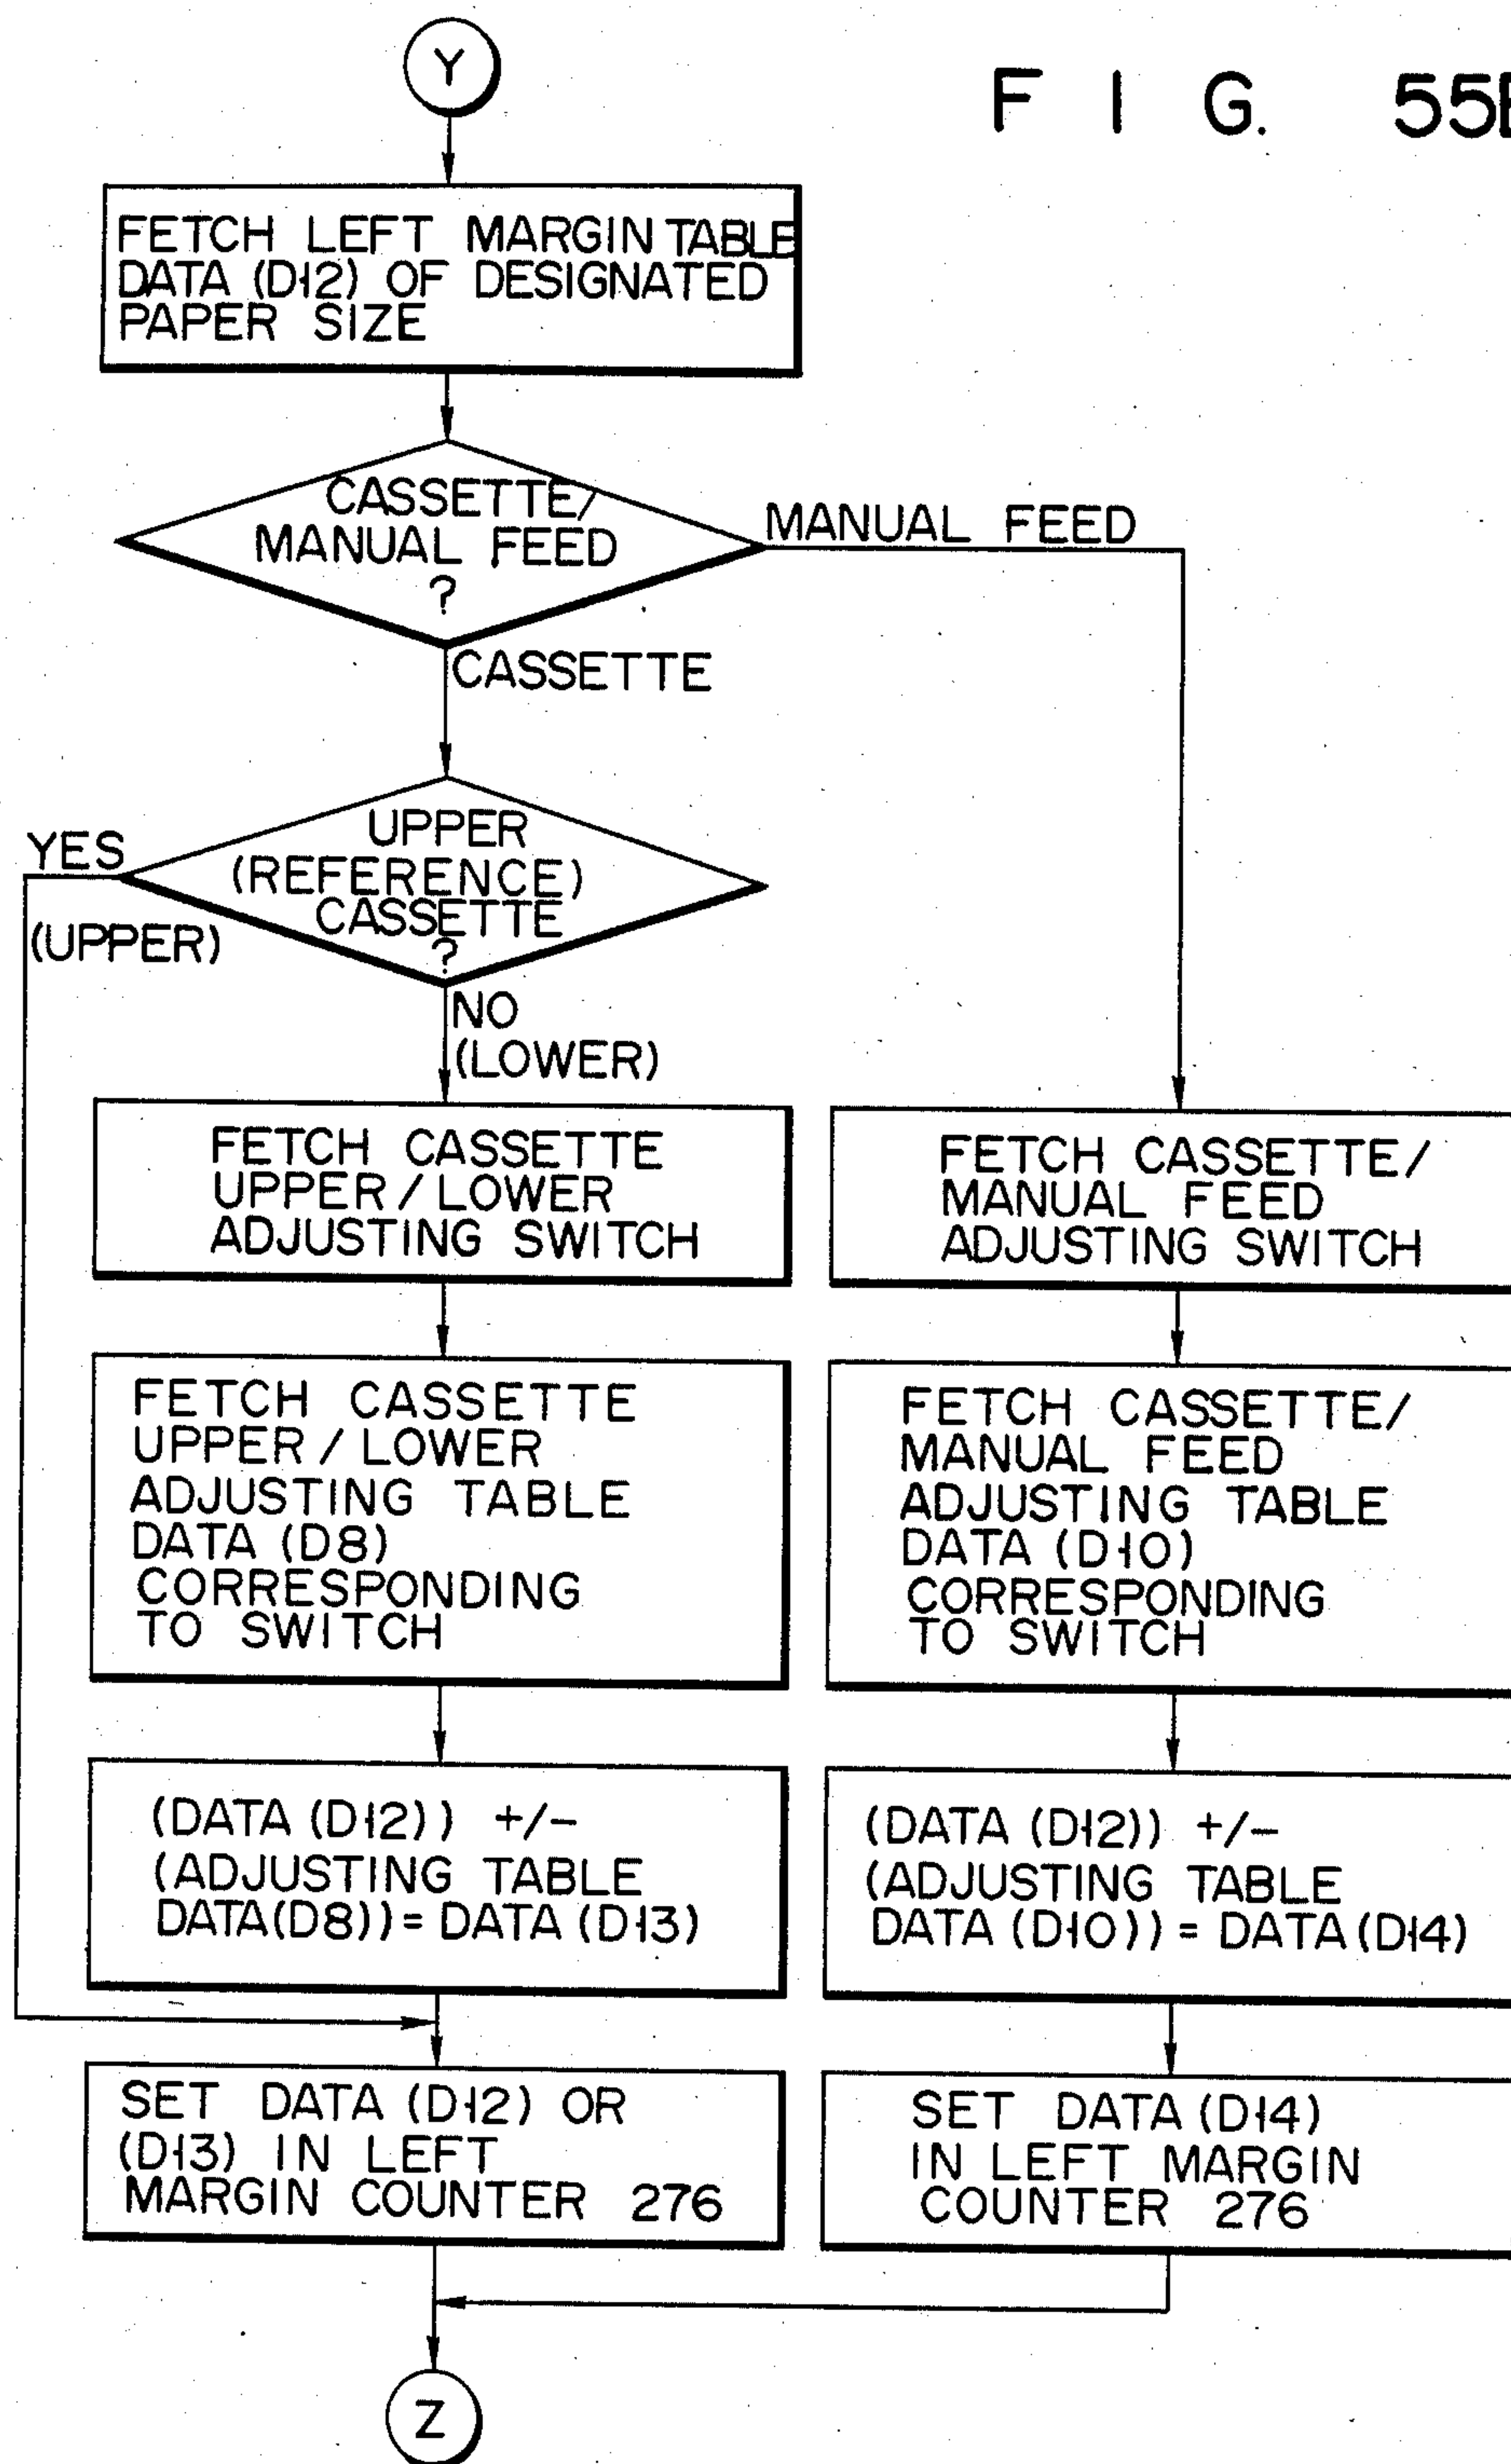 Y
F I G. 55B
FETCH LEFT MARGIN TABLE
DATA (D12) OF DESIGNATED
PAPER SIZE
CASSETTE/
MANUAL FEED
?
MANUAL FEED
CASSETTE
UPPER
(REFERENCE)
CASSETTE
?
YES
(UPPER)
NO
(LOWER)
FETCH CASSETTE
UPPER / LOWER
ADJUSTING SWITCH
FETCH CASSETTE/
MANUAL FEED
ADJUSTING SWITCH
FETCH CASSETTE
UPPER / LOWER
ADJUSTING TABLE
DATA (D8)
CORRESPONDING
TO SWITCH
FETCH CASSETTE/
MANUAL FEED
ADJUSTING TABLE
DATA (D10)
CORRESPONDING
TO SWITCH
(DATA (D12)) +/-
(ADJUSTING TABLE
DATA(D8)) = DATA (D13)
(DATA (D12)) +/-
(ADJUSTING TABLE
DATA (D10)) = DATA(D14)
SET DATA (D12) OR
(D13) IN LEFT
MARGIN COUNTER 276
SET DATA (D14)
IN LEFT MARGIN
COUNTER 276
Z